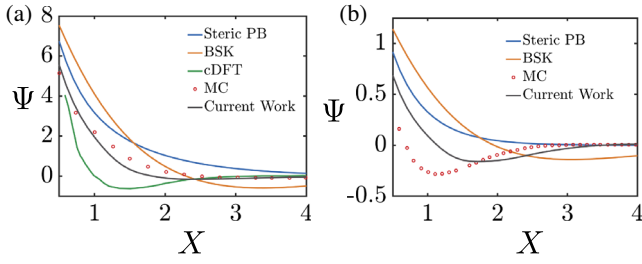 (a)
8
6
4
2
0
Ψ
Steric PB
BSK
cDFT
MC
Current Work
1
2
3
4
X
(b)
1
0.5
0
-0.5
Ψ
Steric PB
BSK
MC
Current Work
1
2
3
4
X